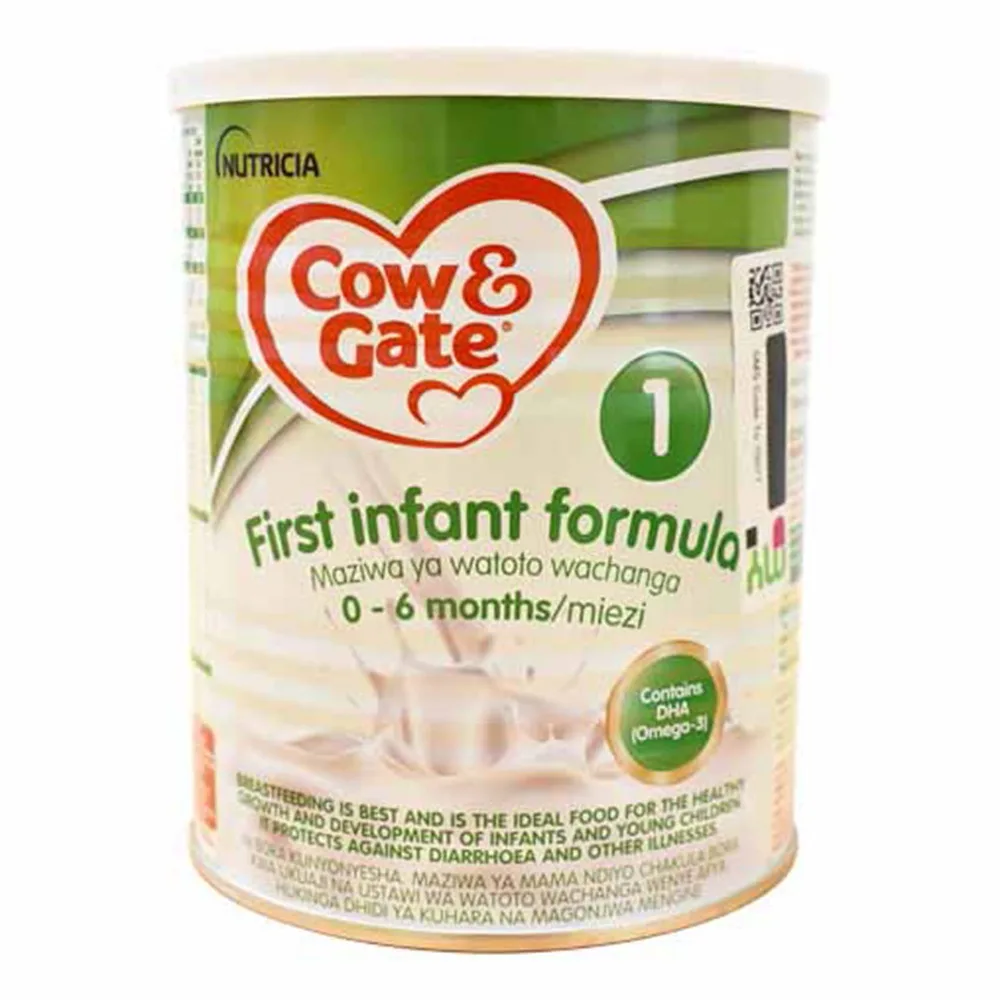 NUTRICIA
Cow &
Gate®
1
First infant formula
Maziwa ya watoto wachanga
0 - 6 months/miezi
Contains
DHA
(Omega-3)
BREASTFEEDING IS BEST AND IS THE IDEAL FOOD FOR THE HEALTHY
GROWTH AND DEVELOPMENT OF INFANTS AND YOUNG CHILDREN
IT PROTECTS AGAINST DIARRHOEA AND OTHER ILLNESSES.
BORA KUNYONYESHA. MAZIWA YA MAMA NDIYO CHAKULA BORA
KWA UKUAJI NA USTAWI WA WATOTO WACHANGA WENYE AFYA
HUKINGA DHIDI YA KUHARA NA MAGONJWA MENGINE